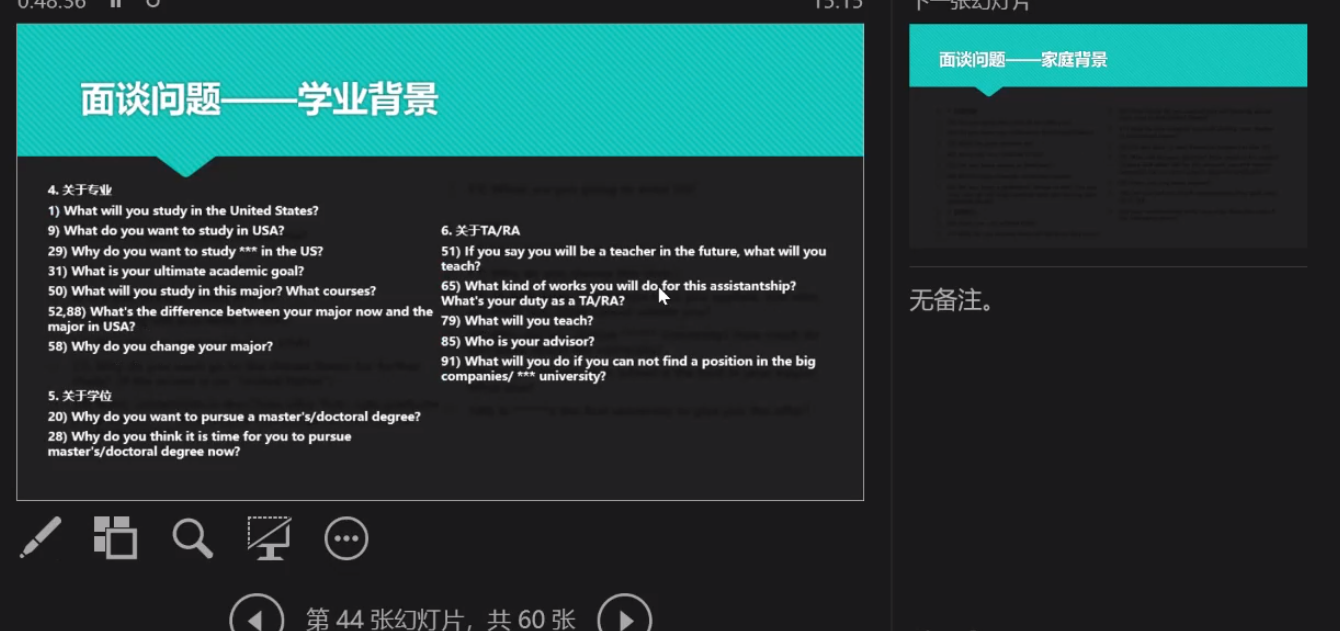 0:48:36
15:15
下一张幻灯片
面谈问题——学业背景
4. 关于专业
1) What will you study in the United States?
9) What do you want to study in USA?
29) Why do you want to study *** in the US?
31) What is your ultimate academic goal?
50) What will you study in this major? What courses?
52,88) What's the difference between your major now and the
major in USA?
58) Why do you change your major?
5. 关于学位
20) Why do you want to pursue a master's/doctoral degree?
28) Why do you think it is time for you to pursue
master's/doctoral degree now?
6. 关于TA/RA
51) If you say you will be a teacher in the future, what will you
teach?
65) What kind of works you will do for this assistantship?
What's your duty as a TA/RA?
79) What will you teach?
85) Who is your advisor?
91) What will you do if you can not find a position in the big
companies/ *** university?
面谈问题——家庭背景
无备注。
第 44 张幻灯片，共 60 张